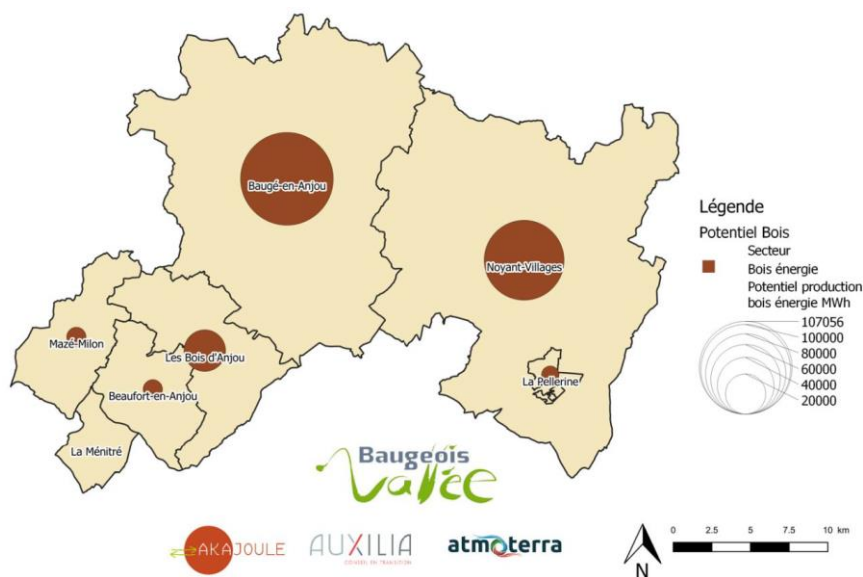 Baugé-en-Anjou
Noyant-Villages
Mazé-Milon
Les Bois d'Anjou
Beaufort-en-Anjou
La Ménitré
La Pellerine
Légende
Potentiel Bois
Secteur
Bois énergie
Potentiel production
bois énergie MWh
107056
100000
80000
60000
40000
20000
Baugeois
Vallée
AKAJOULE
AUXILIA
CONSEIL EN TRANSITION
atmoterra
N
0 2.5 5 7.5 10 km